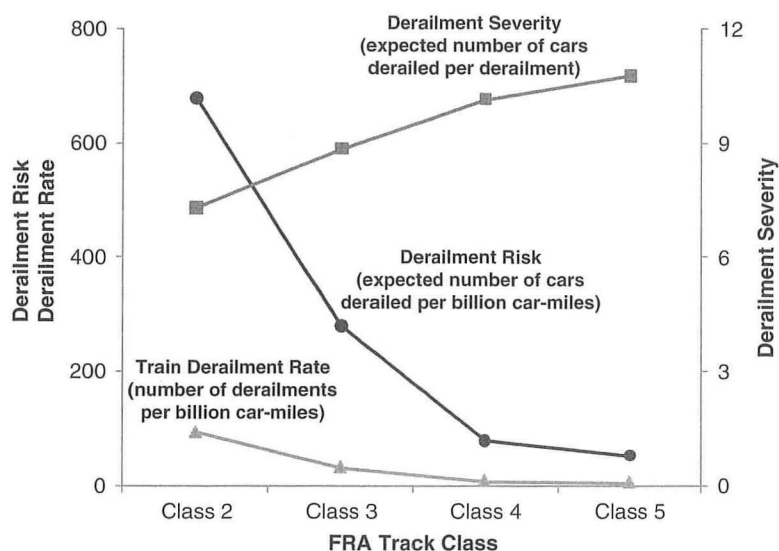 800
600
400
200
0
Derailment Risk
Derailment Rate
12
9
6
3
0
Derailment Severity
Derailment Severity
(expected number of cars
derailed per derailment)
Derailment Risk
(expected number of cars
derailed per billion car-miles)
Train Derailment Rate
(number of derailments
per billion car-miles)
Class 2 Class 3 Class 4 Class 5
FRA Track Class